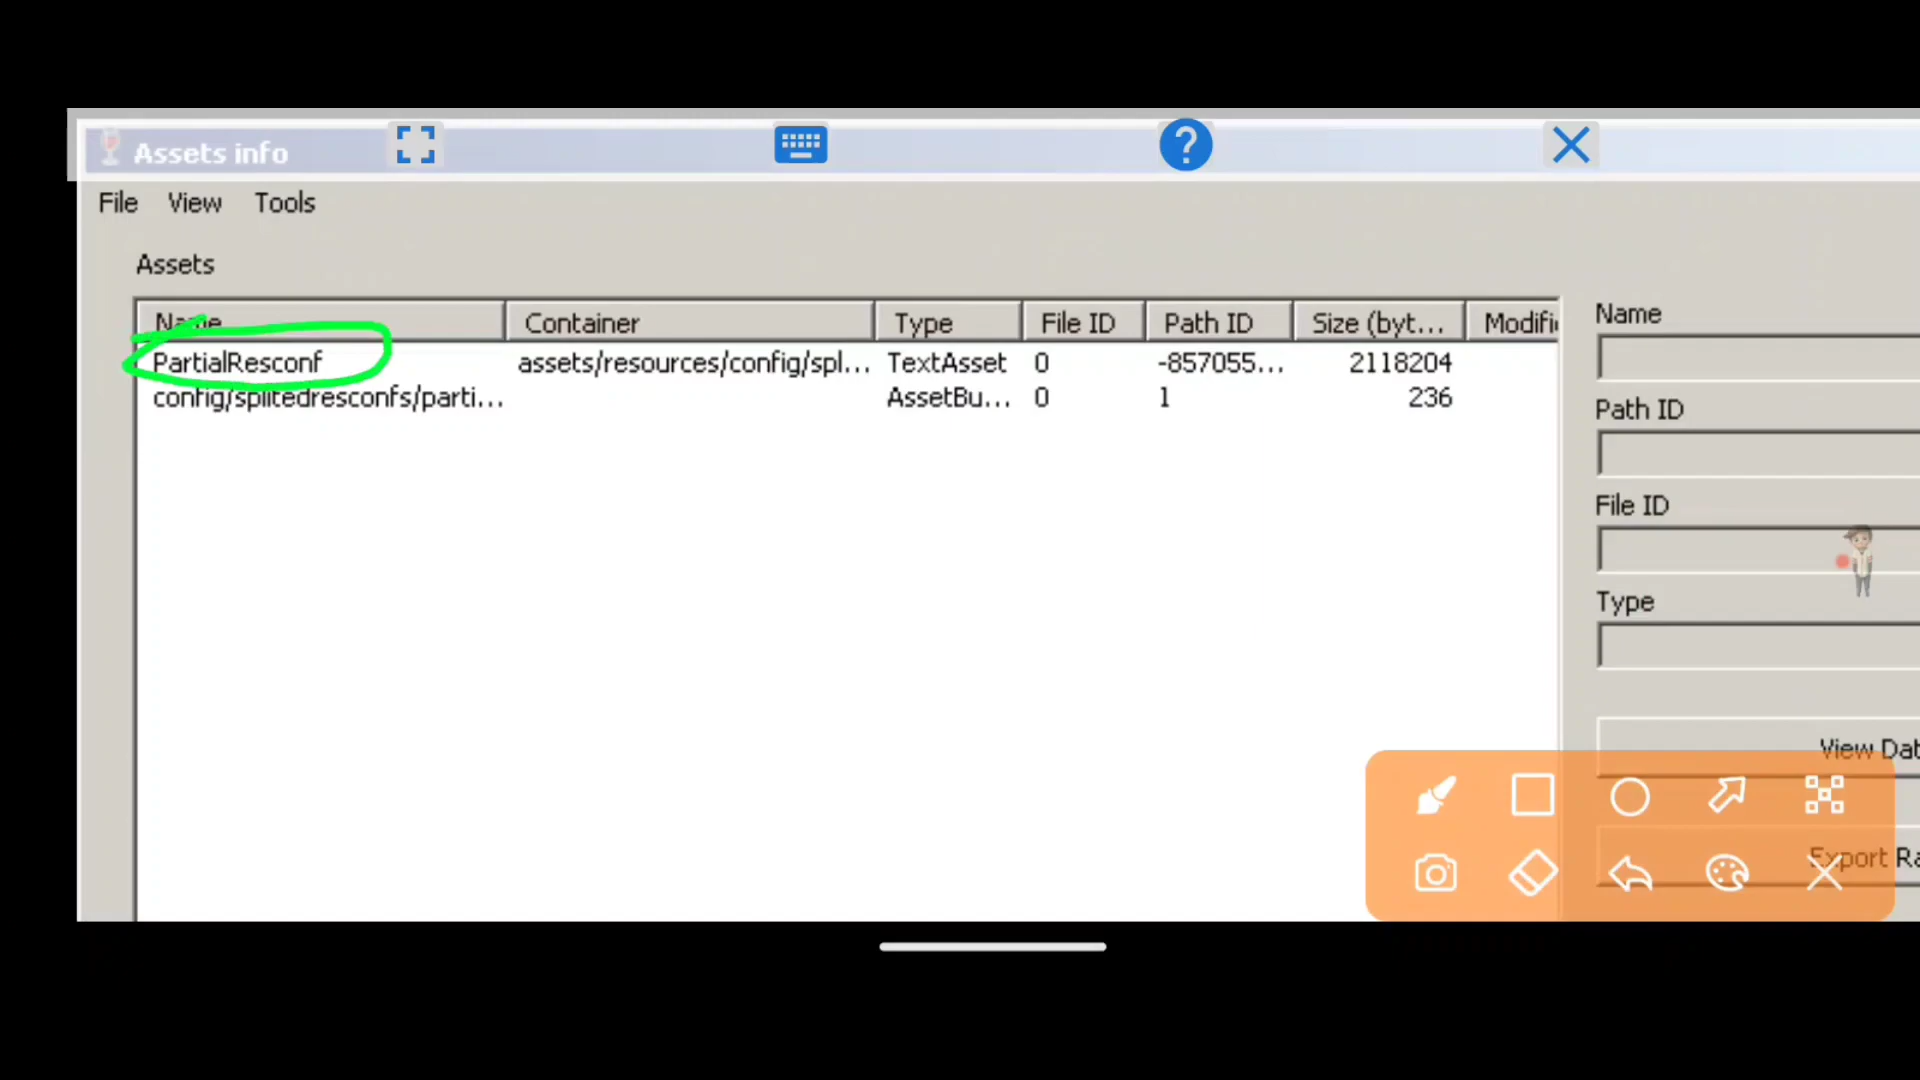 Assets info
File View Tools
Assets
Name Container Type File ID Path ID Size (byt... Modifi
PartialResconf assets/resources/config/spl... TextAsset 0 -857055... 2118204
config/splitedresconfs/parti... AssetBu... 0 1 236
Name
Path ID
File ID
Type
View Dat
Export Ra